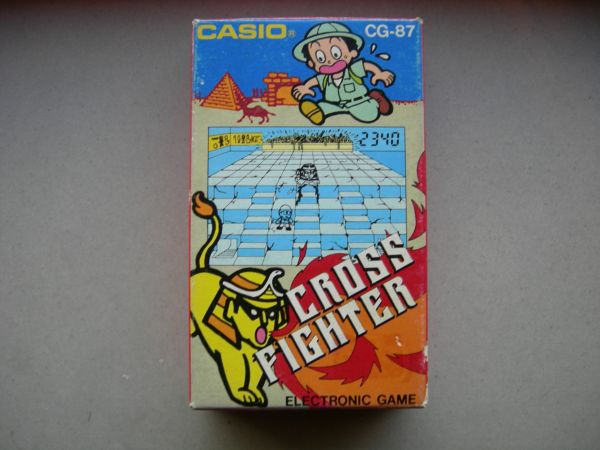 CASIO® CG-87
2340
CROSS
FIGHTER
ELECTRONIC GAME